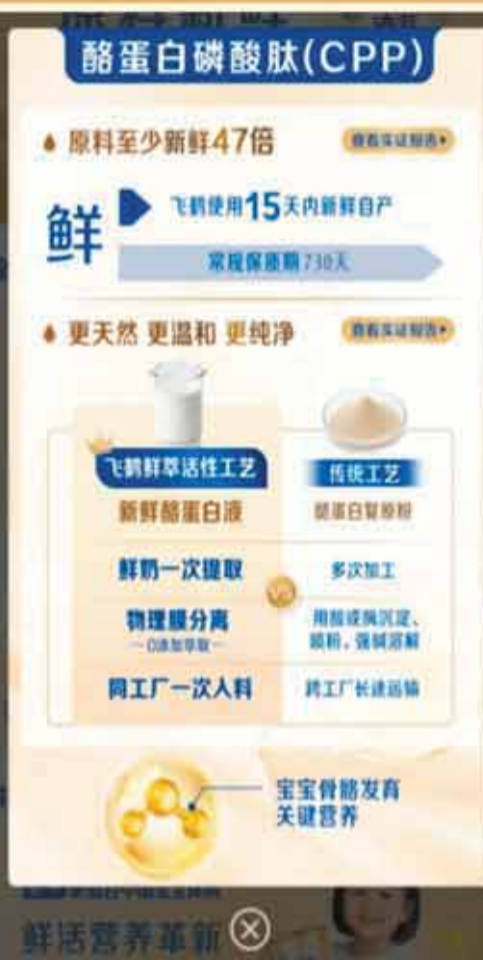 酪蛋白磷酸肽(CPP)
原料至少新鲜47倍
查看实证报告
鲜
飞鹤使用15天内新鲜自产
常规保质期730天
更天然 更温和 更纯净
查看实证报告
飞鹤鲜萃活性工艺
传统工艺
新鲜酪蛋白液
酪蛋白复原粉
鲜奶一次提取
多次加工
VS
物理膜分离
0添加萃取
用酸或酶沉淀、
喷粉、强碱溶解
同工厂一次入料
跨工厂长途运输
宝宝骨骼发育
关键营养
鲜活营养革新